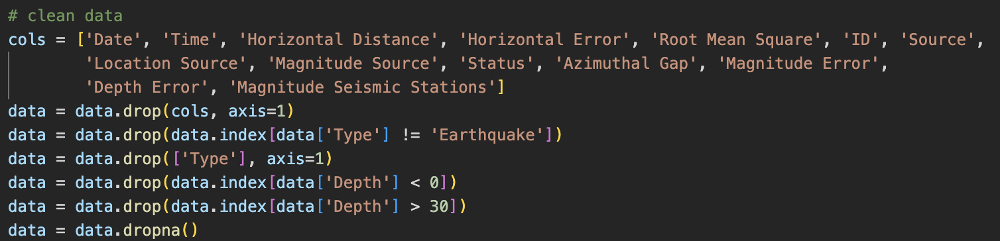 # clean data
cols = ['Date', 'Time', 'Horizontal Distance', 'Horizontal Error', 'Root Mean Square', 'ID', 'Source',
'Location Source', 'Magnitude Source', 'Status', 'Azimuthal Gap', 'Magnitude Error',
'Depth Error', 'Magnitude Seismic Stations']
data = data.drop(cols, axis=1)
data = data.drop(data.index[data['Type'] != 'Earthquake'])
data = data.drop(['Type'], axis=1)
data = data.drop(data.index[data['Depth'] < 0])
data = data.drop(data.index[data['Depth'] > 30])
data = data.dropna()